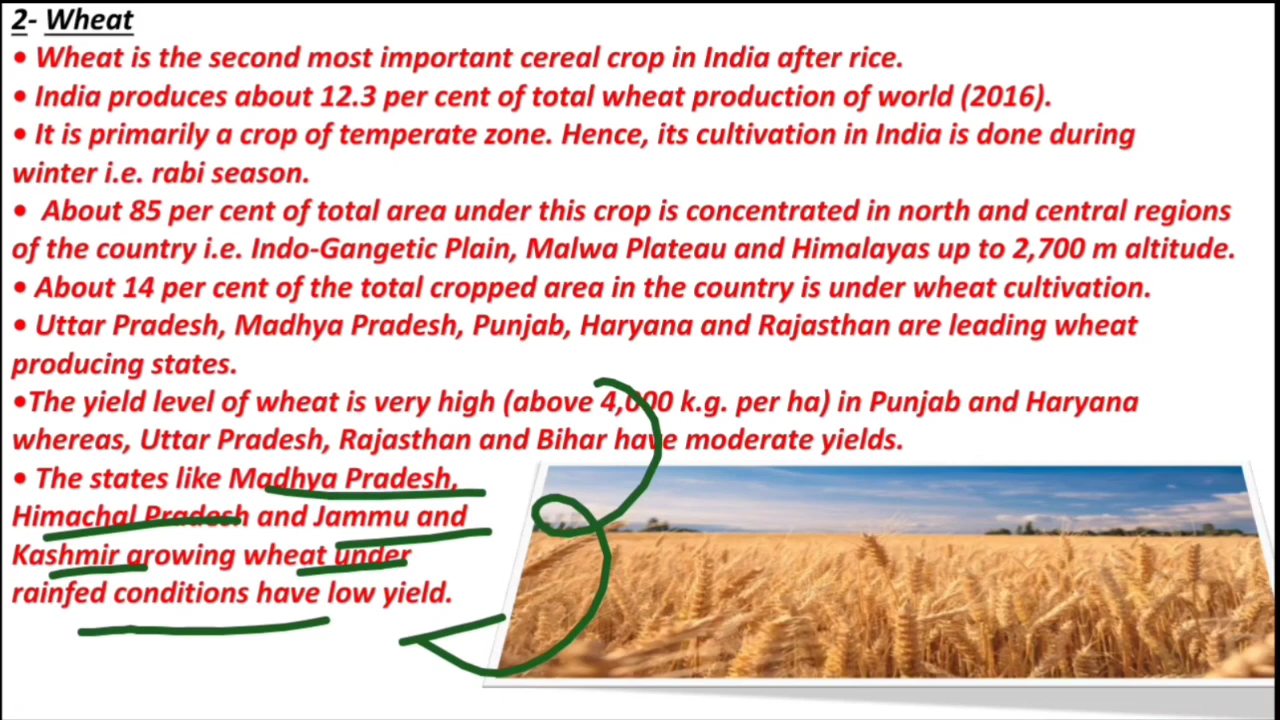 2- Wheat
• Wheat is the second most important cereal crop in India after rice.
• India produces about 12.3 per cent of total wheat production of world (2016).
• It is primarily a crop of temperate zone. Hence, its cultivation in India is done during
winter i.e. rabi season.
• About 85 per cent of total area under this crop is concentrated in north and central regions
of the country i.e. Indo-Gangetic Plain, Malwa Plateau and Himalayas up to 2,700 m altitude.
• About 14 per cent of the total cropped area in the country is under wheat cultivation.
• Uttar Pradesh, Madhya Pradesh, Punjab, Haryana and Rajasthan are leading wheat
producing states.
•The yield level of wheat is very high (above 4,000 k.g. per ha) in Punjab and Haryana
whereas, Uttar Pradesh, Rajasthan and Bihar have moderate yields.
• The states like Madhya Pradesh,
Himachal Pradesh and Jammu and
Kashmir growing wheat under
rainfed conditions have low yield.